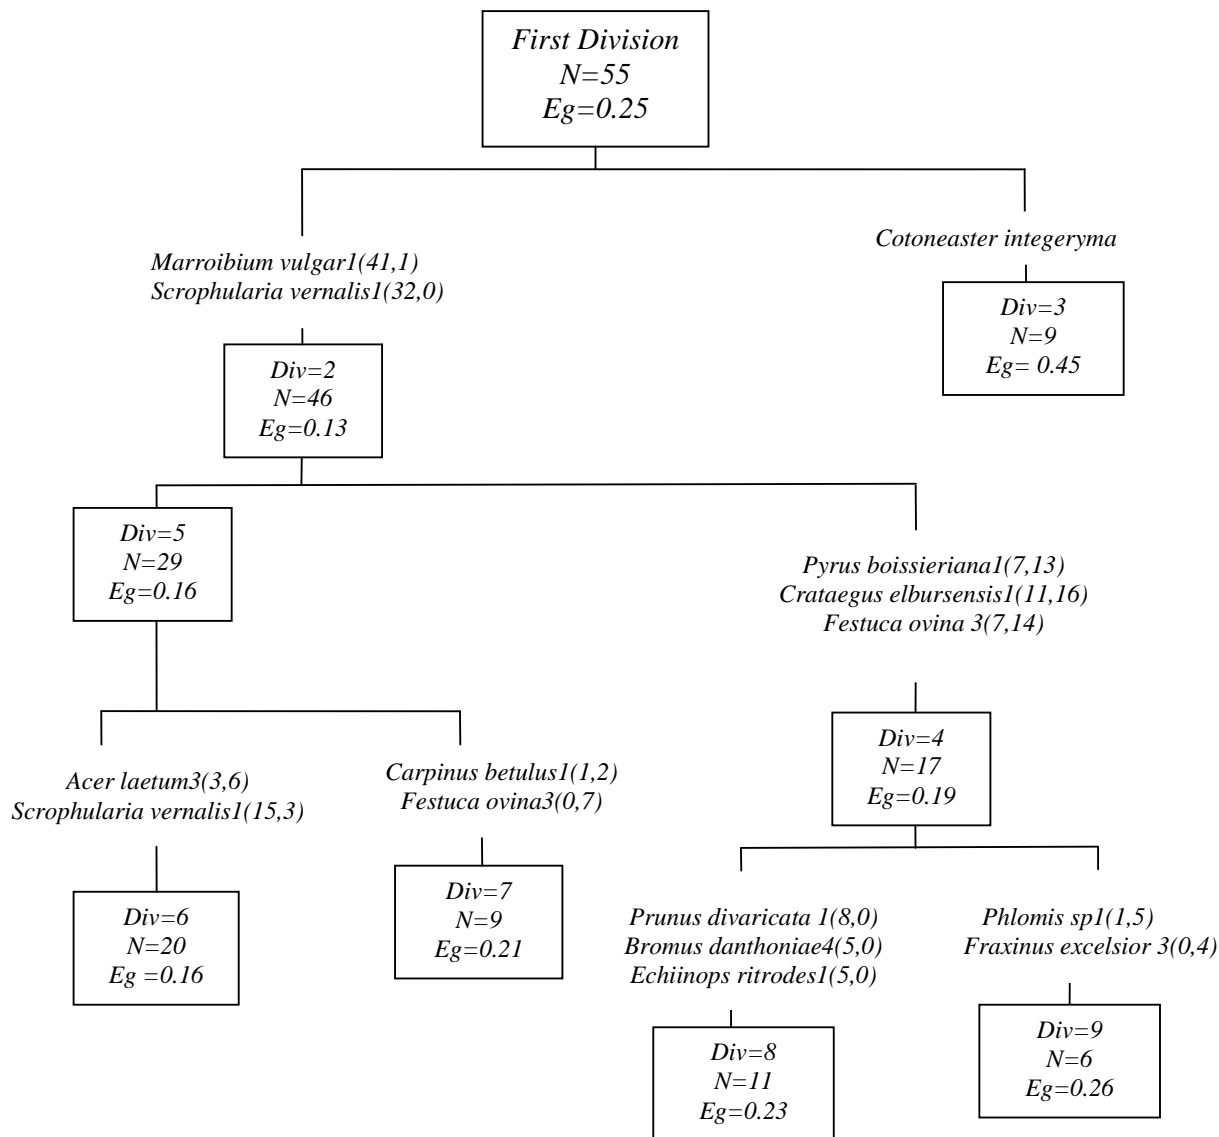 First Division
N=55
Eg=0.25
Marroibium vulgar1(41,1)
Scrophularia vernalis1(32,0)
Cotoneaster integeryma
Div=3
N=9
Eg= 0.45
Div=2
N=46
Eg=0.13
Div=5
N=29
Eg=0.16
Pyrus boissieriana1(7,13)
Crataegus elbursensis1(11,16)
Festuca ovina 3(7,14)
Acer laetum3(3,6)
Scrophularia vernalis1(15,3)
Carpinus betulus1(1,2)
Festuca ovina3(0,7)
Div=4
N=17
Eg=0.19
Div=6
N=20
Eg =0.16
Div=7
N=9
Eg=0.21
Prunus divaricata 1(8,0)
Bromus danthoniae4(5,0)
Echiinops ritrodes1(5,0)
Phlomis sp1(1,5)
Fraxinus excelsior 3(0,4)
Div=8
N=11
Eg=0.23
Div=9
N=6
Eg=0.26